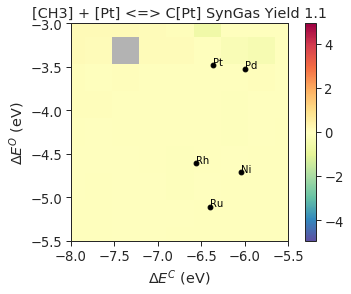 [CH3] + [Pt] <=> C[Pt] SynGas Yield 1.1
−3.0
−3.5
−4.0
−4.5
−5.0
−5.5
ΔE^O (eV)
Pt
Pd
Rh
Ni
Ru
−8.0 −7.5 −7.0 −6.5 −6.0 −5.5
ΔE^C (eV)
4
2
0
−2
−4